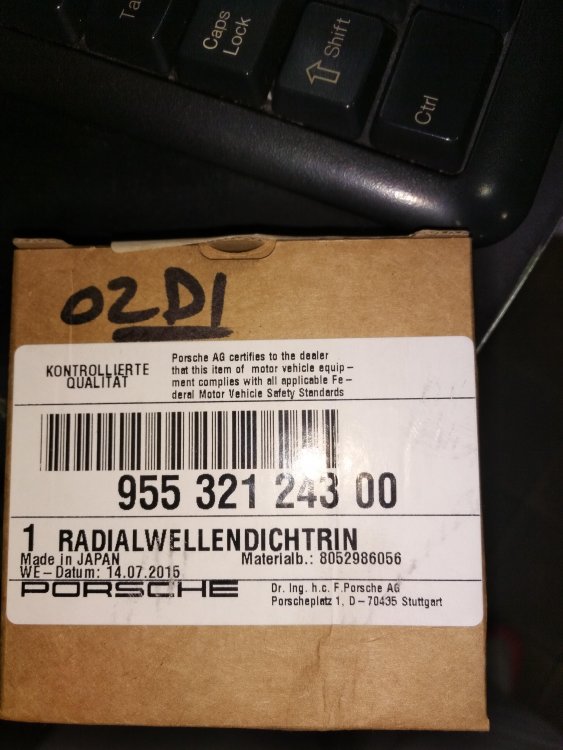 Ta
Caps
Lock
Shift
Ctrl
02D1
KONTROLLIERTE
QUALITÄT
Porsche AG certifies to the dealer
that this item of motor vehicle equip-
ment complies with all applicable Fe-
deral Motor Vehicle Safety Standards
955 321 243 00
1 RADIALWELLENDICHTRIN
Made in JAPAN Materialb.: 8052986056
WE-Datum: 14.07.2015
PORSCHE
Dr. Ing. h.c. F.Porsche AG
Porscheplatz 1, D-70435 Stuttgart